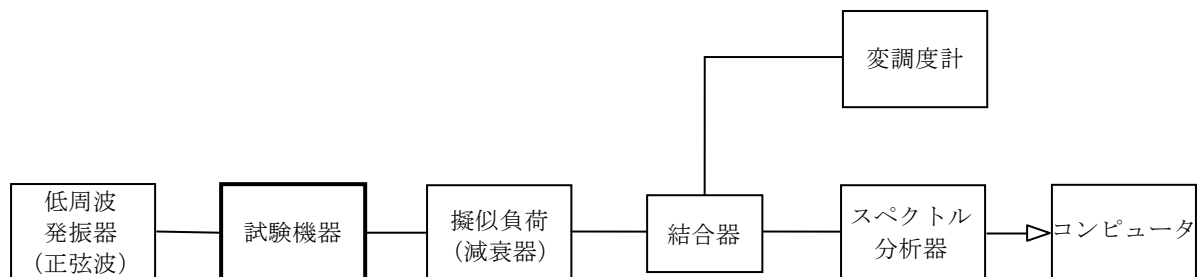 変調度計
低周波
発振器
（正弦波）
試験機器
擬似負荷
（減衰器）
結合器
スペクトル
分析器
コンピュータ